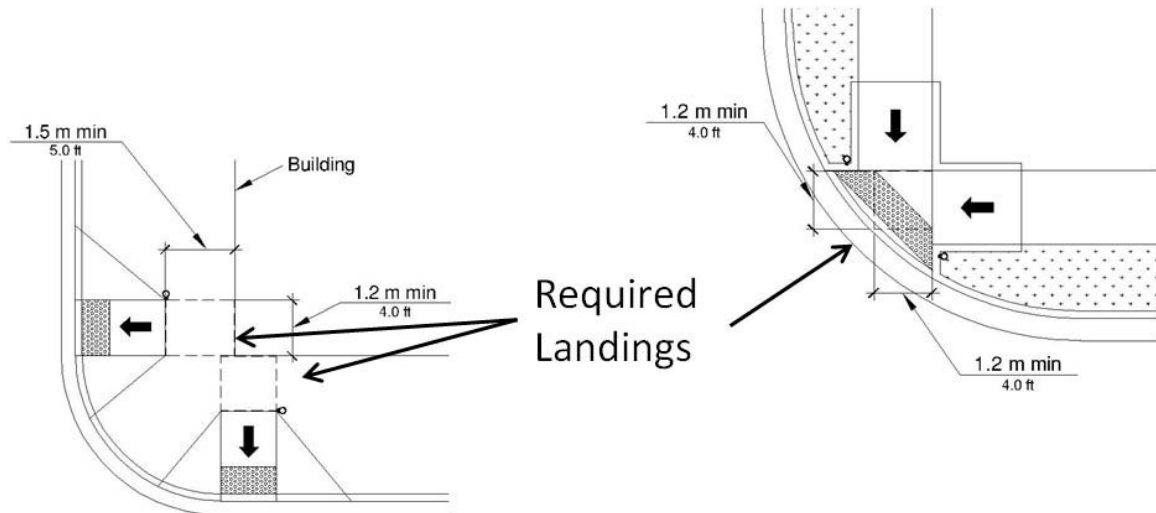 1.5 m min
5.0 ft
Building
1.2 m min
4.0 ft
Required
Landings
1.2 m min
4.0 ft
1.2 m min
4.0 ft